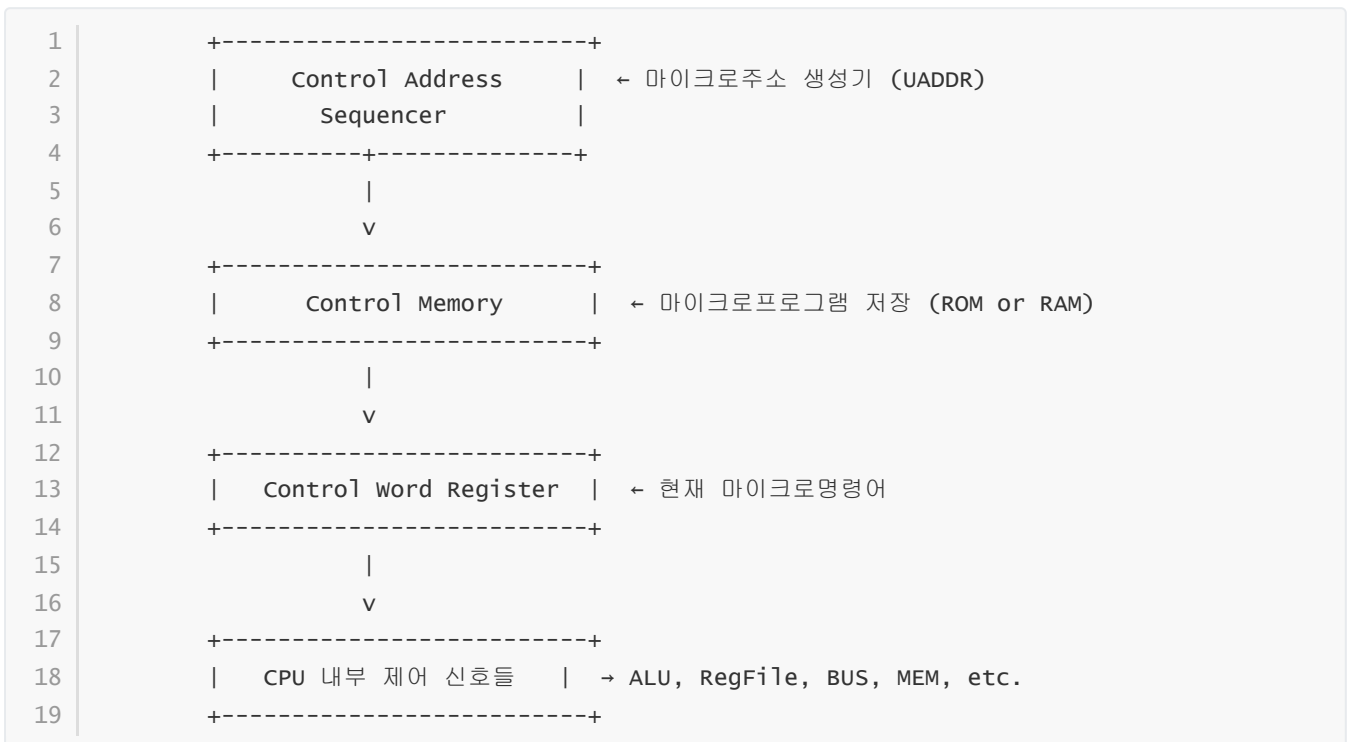 1           +--------------------------+
2           |     Control Address      |  ← 마이크로주소 생성기 (UADDR)
3           |       Sequencer          |
4           +----------+---------------+
5                      |
6                      v
7           +--------------------------+
8           |      Control Memory      |  ← 마이크로프로그램 저장 (ROM or RAM)
9           +--------------------------+
10                     |
11                     v
12          +--------------------------+
13          |   Control Word Register  |  ← 현재 마이크로명령어
14          +--------------------------+
15                     |
16                     v
17          +--------------------------+
18          |   CPU 내부 제어 신호들   |  → ALU, RegFile, BUS, MEM, etc.
19          +--------------------------+